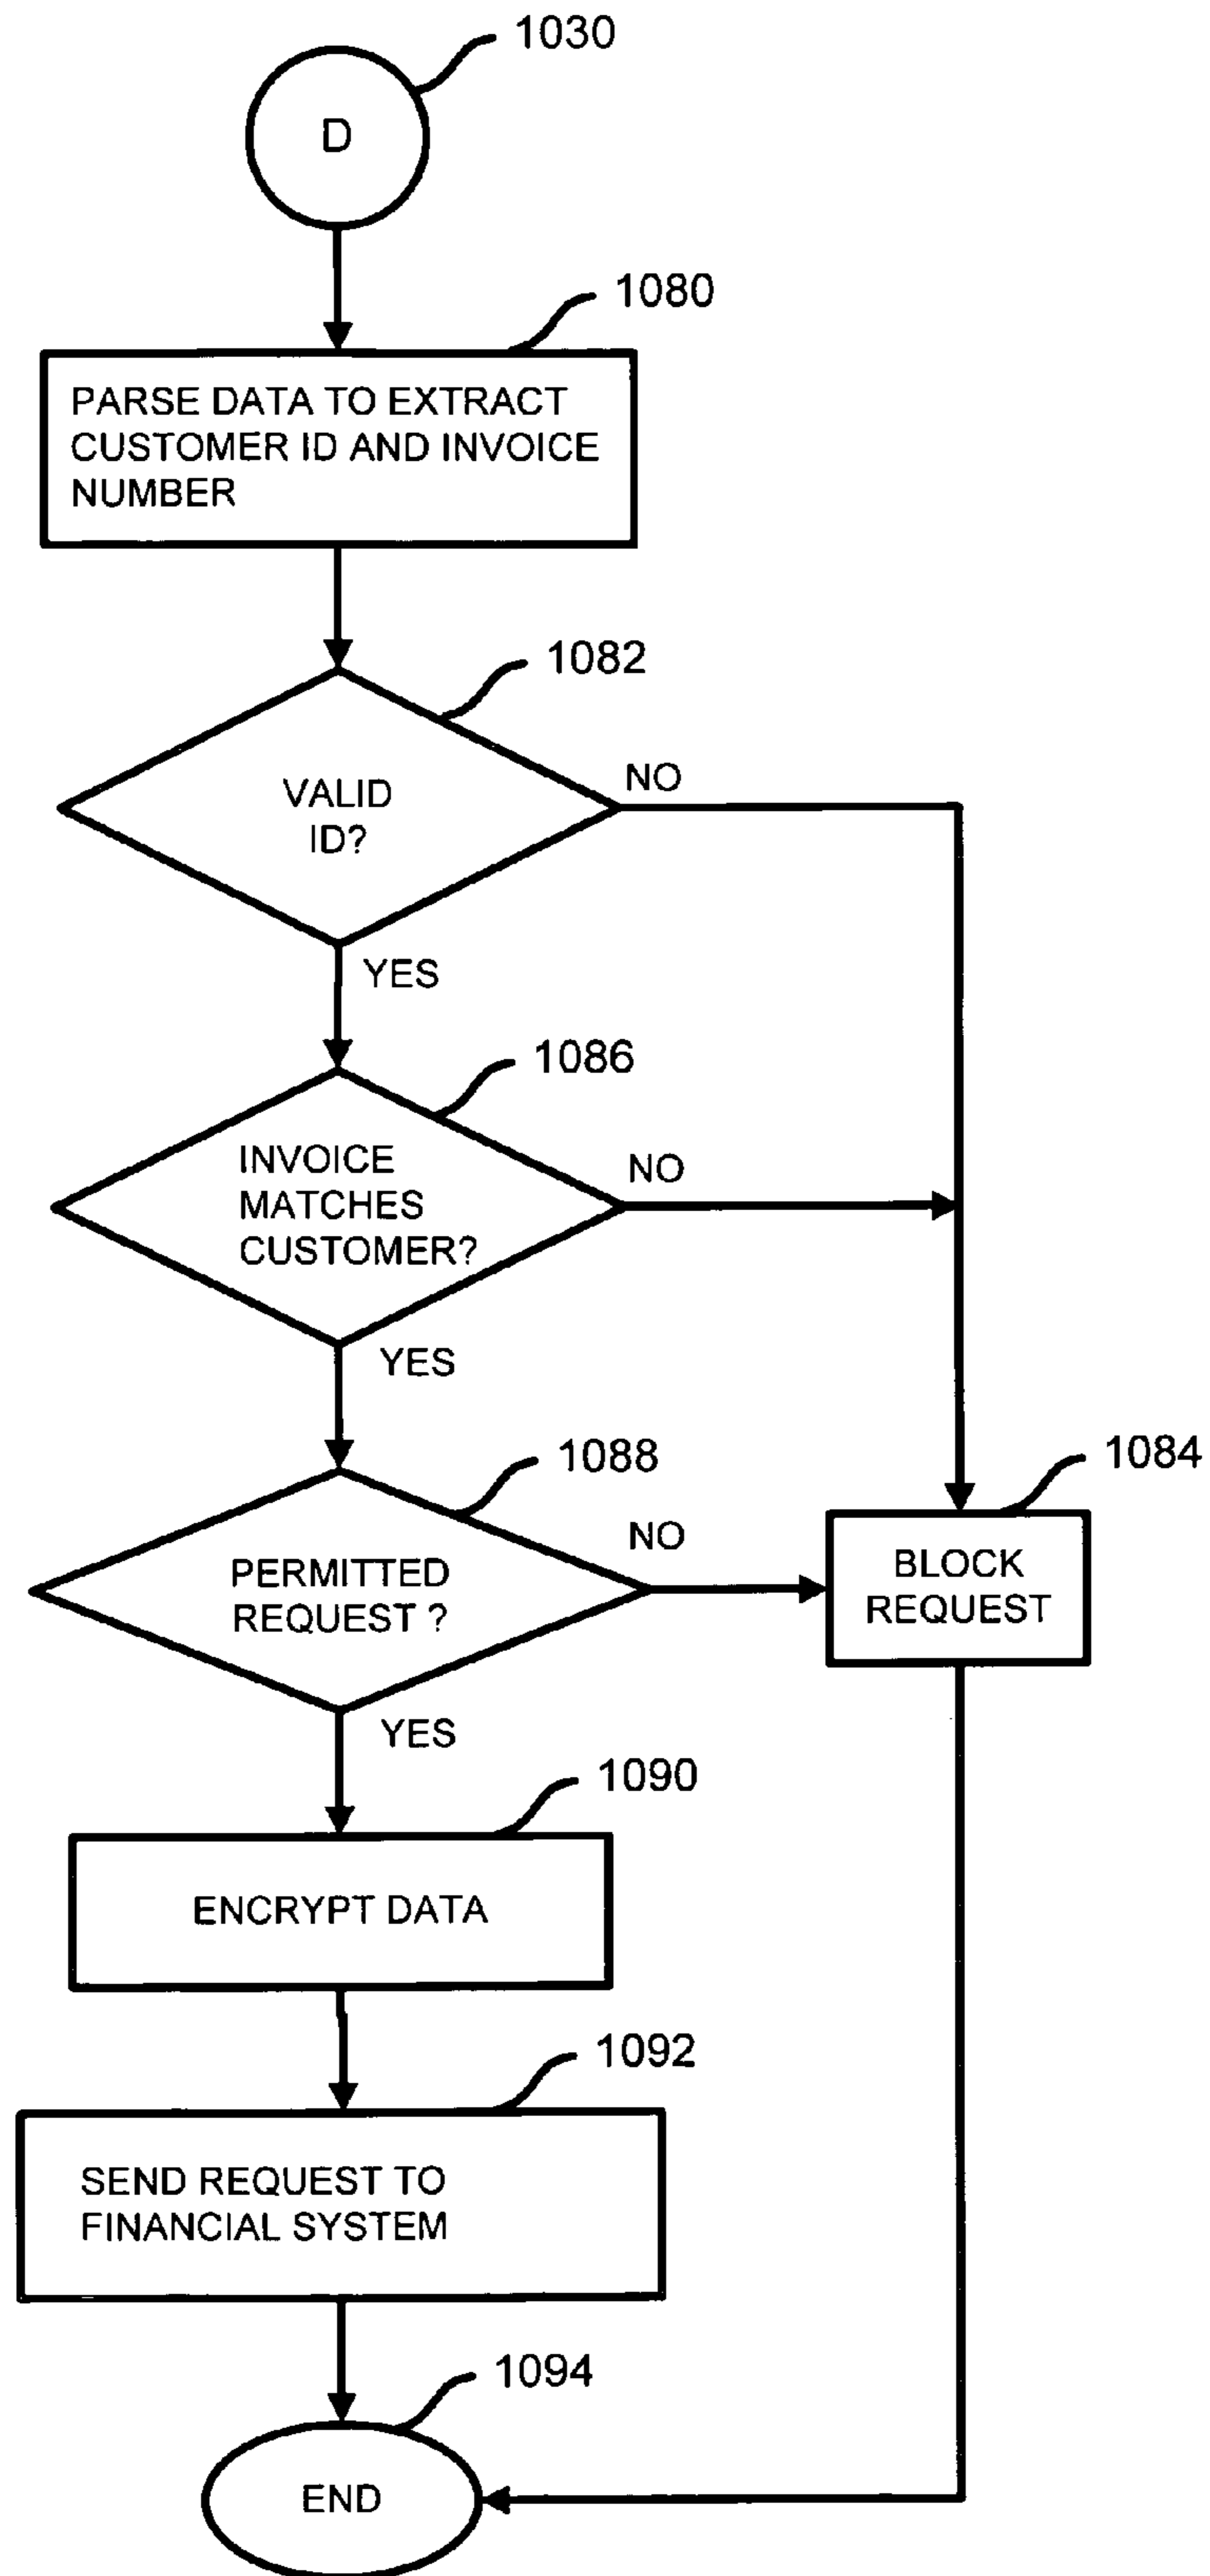 1030
D
1080
PARSE DATA TO EXTRACT
CUSTOMER ID AND INVOICE
NUMBER
1082
VALID
ID?
NO
YES
1086
INVOICE
MATCHES
CUSTOMER?
NO
YES
1088
PERMITTED
REQUEST ?
NO
YES
1084
BLOCK
REQUEST
1090
ENCRYPT DATA
1092
SEND REQUEST TO
FINANCIAL SYSTEM
1094
END